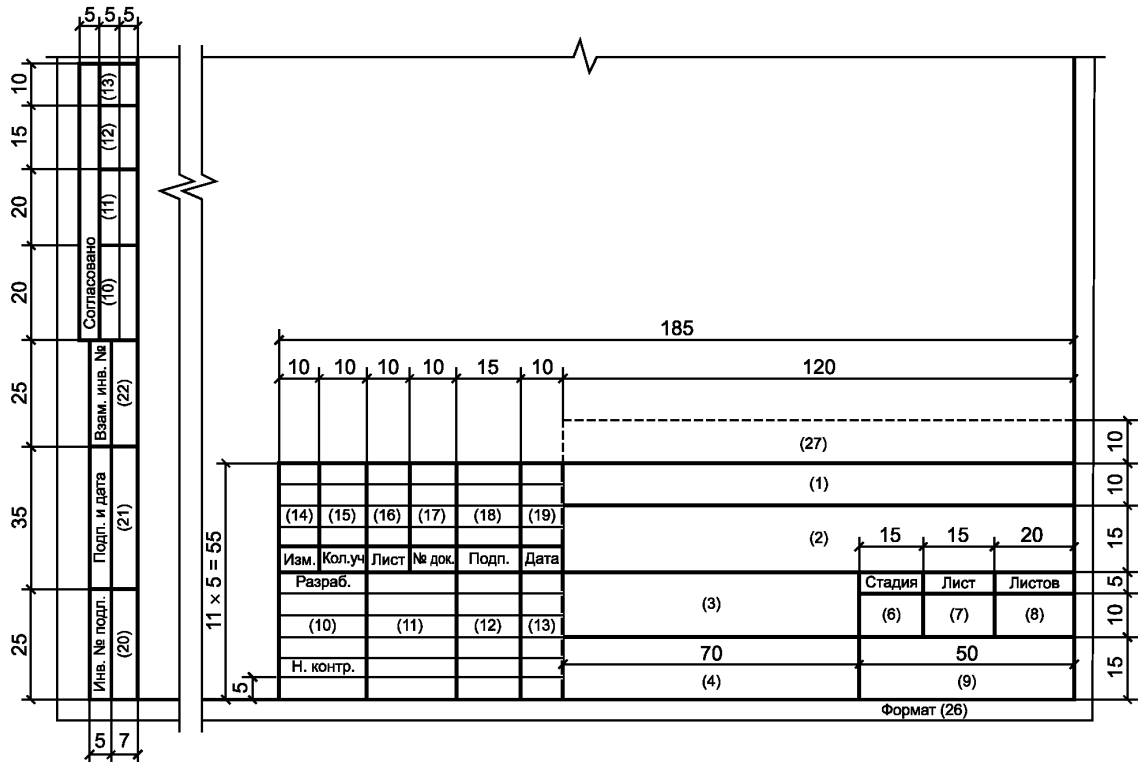 5 5 5
10
(13)
15
(12)
20
(11)
20
(10)
Согласовано
25
Взам. инв. №
(22)
35
Подп. и дата
(21)
25
Инв. № подл.
(20)
5 7
185
10 10 10 10 15 10 120
(27)
10
(1)
10
(14) (15) (16) (17) (18) (19)
(2)
15 15 20
15
Изм. Кол.уч Лист № док. Подп. Дата
11 × 5 = 55
Разраб.
(3)
Стадия Лист Листов
5
(10) (11) (12) (13)
(6) (7) (8)
10
Н. контр.
70 50
5
(4) (9)
15
Формат (26)